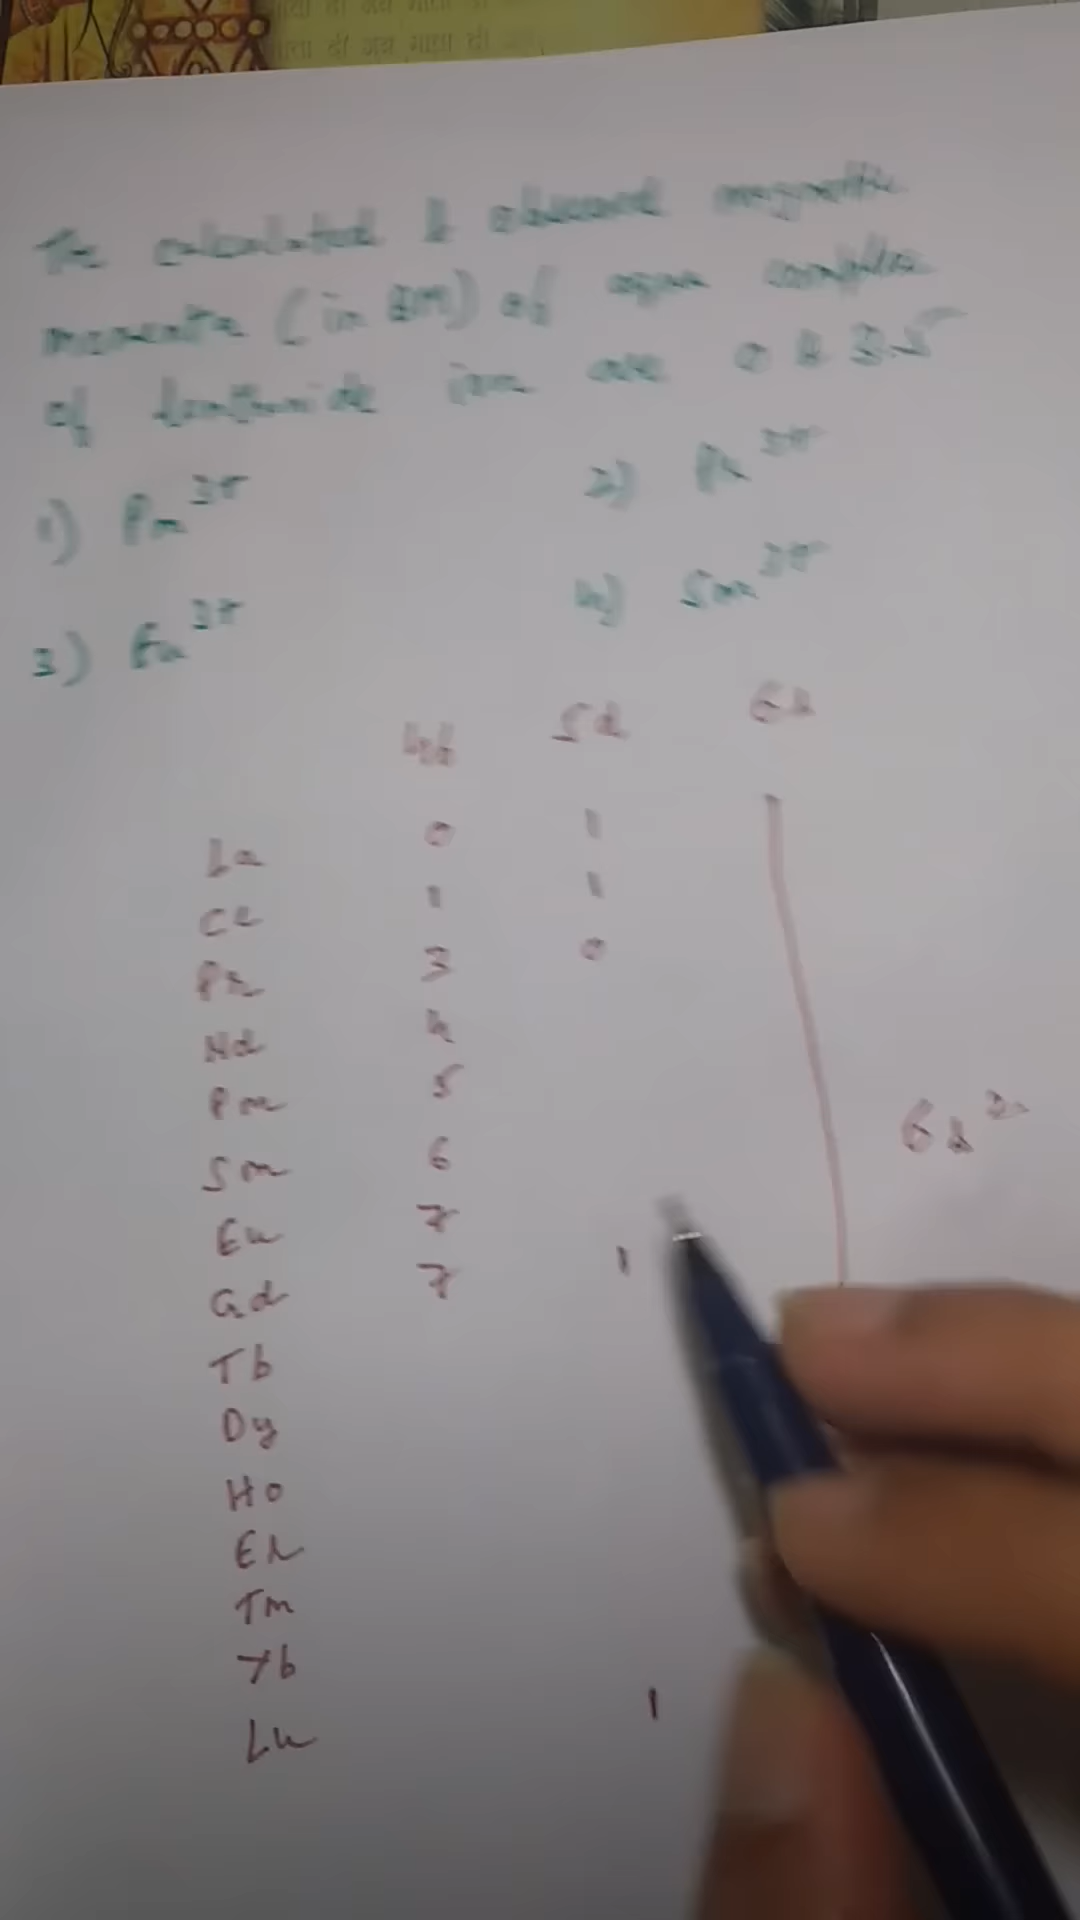 The calculated & observed magnetic
moments (in BM) of aqua complex
of lanthanide ion are 0 & 3.5
1) Pm3+
2) Pr3+
3) Eu3+
4) Sm3+
4f 5d 6s
La 0 1
Ce 1 1
Pr 3 0
Nd 4
Pm 5
Sm 6
6s2
Eu 7
Gd 7 1
Tb
Dy
Ho
Er
Tm
Yb
Lu 1